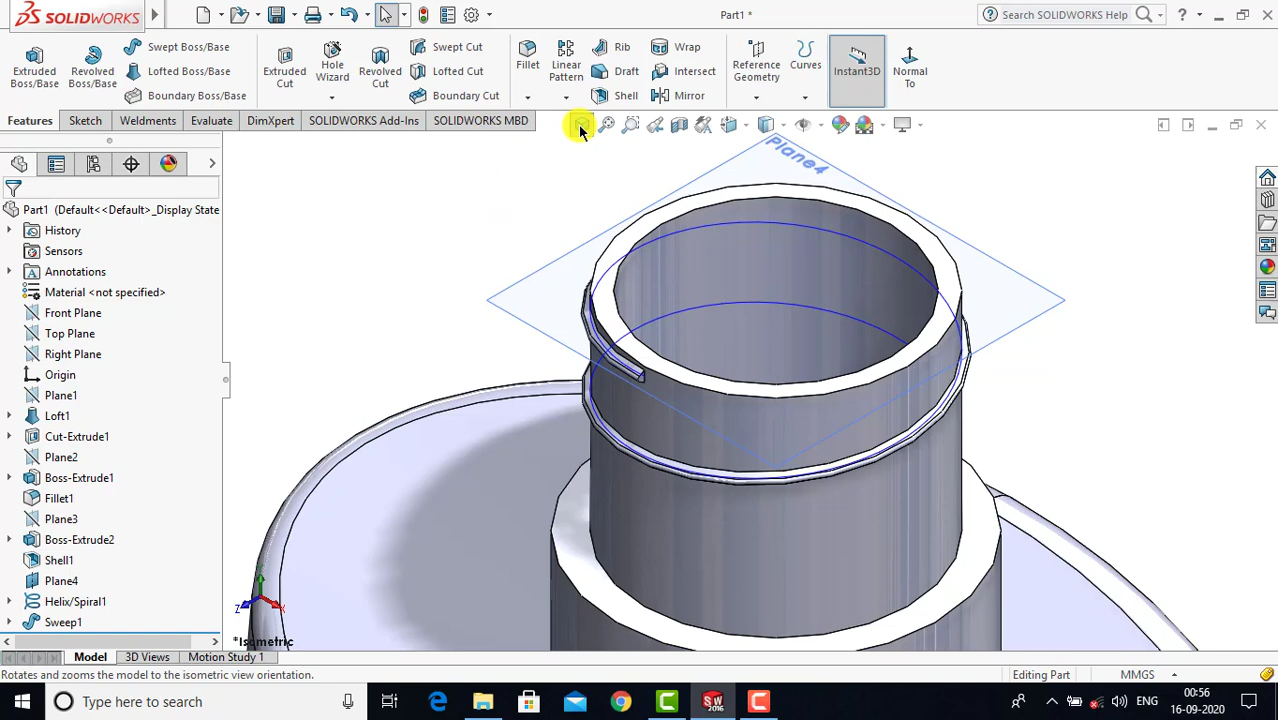 SOLIDWORKS
Part1 *
Search SOLIDWORKS Help
Extruded Boss/Base
Revolved Boss/Base
Swept Boss/Base
Lofted Boss/Base
Boundary Boss/Base
Extruded Cut
Hole Wizard
Revolved Cut
Swept Cut
Lofted Cut
Boundary Cut
Fillet
Linear Pattern
Rib
Draft
Shell
Wrap
Intersect
Mirror
Reference Geometry
Curves
Instant3D
Normal To
Features
Sketch
Weldments
Evaluate
DimXpert
SOLIDWORKS Add-Ins
SOLIDWORKS MBD
Plane4
Part1 (Default<<Default>_Display State
History
Sensors
Annotations
Material <not specified>
Front Plane
Top Plane
Right Plane
Origin
Plane1
Loft1
Cut-Extrude1
Plane2
Boss-Extrude1
Fillet1
Plane3
Boss-Extrude2
Shell1
Plane4
Helix/Spiral1
Sweep1
Z
X
*Isometric
Model
3D Views
Motion Study 1
Rotates and zooms the model to the isometric view orientation.
Editing Part
MMGS
Type here to search
SW
2016
ENG
00:56
16-09-2020